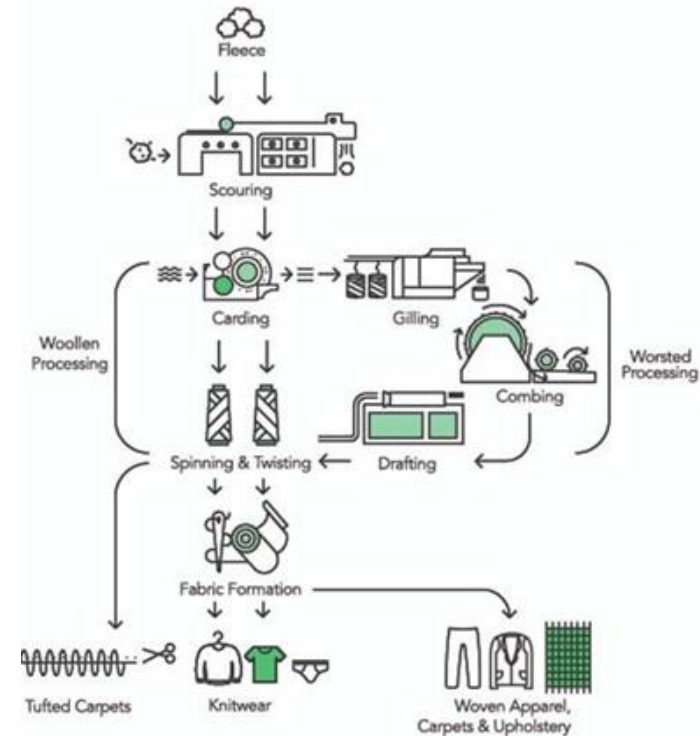 Fleece
Scouring
Carding
Gilling
Woollen
Processing
Worsted
Processing
Combing
Spinning & Twisting
Drafting
Fabric Formation
Tufted Carpets
Knitwear
Woven Apparel,
Carpets & Upholstery